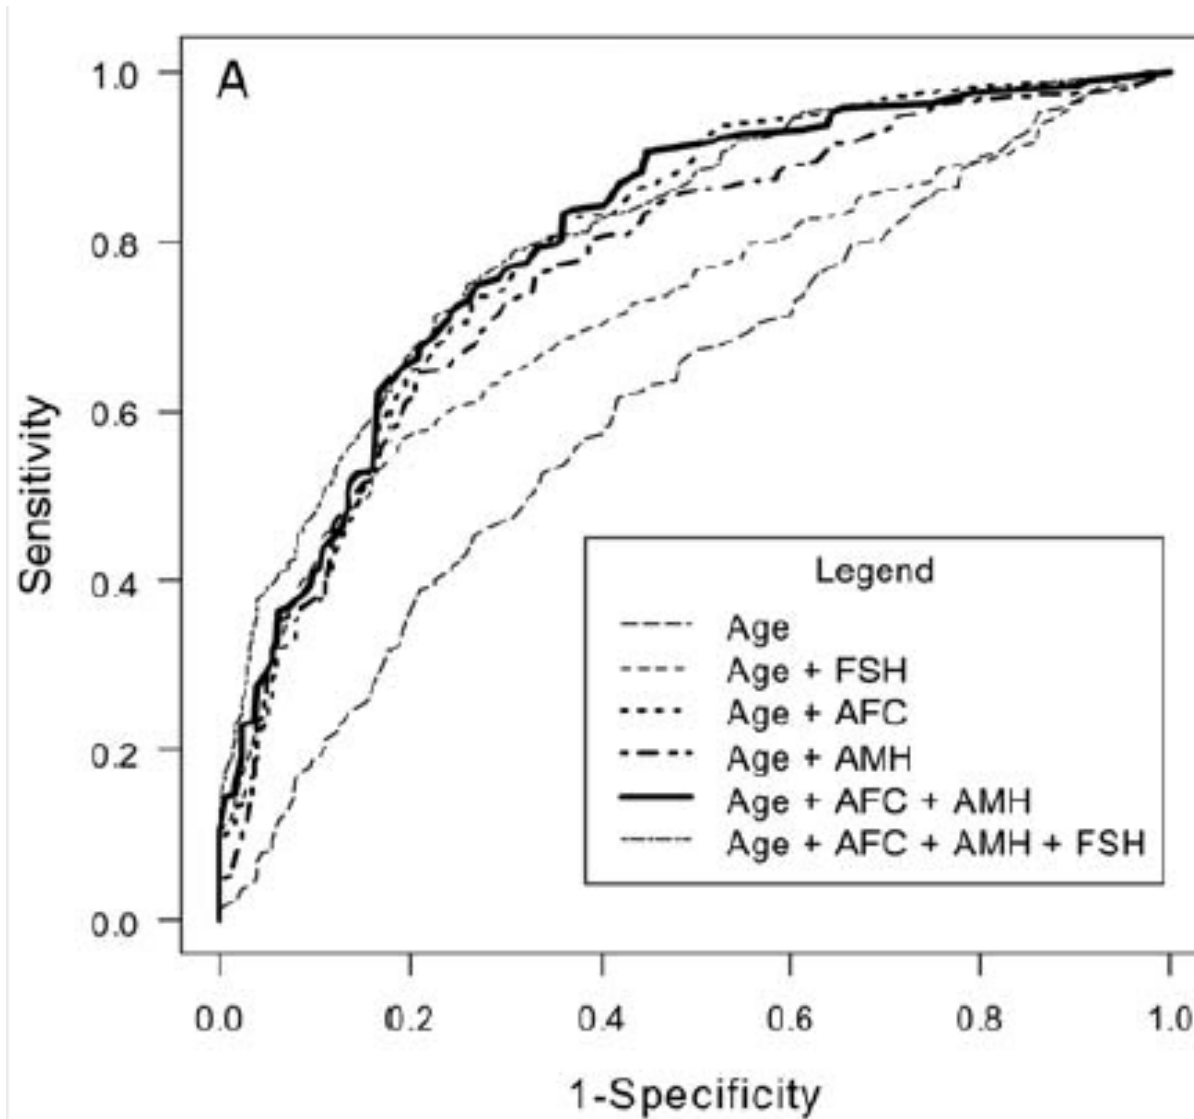 A
1.0
0.8
0.6
0.4
0.2
0.0
Sensitivity
Legend
Age
Age + FSH
Age + AFC
Age + AMH
Age + AFC + AMH
Age + AFC + AMH + FSH
0.0 0.2 0.4 0.6 0.8 1.0
1-Specificity